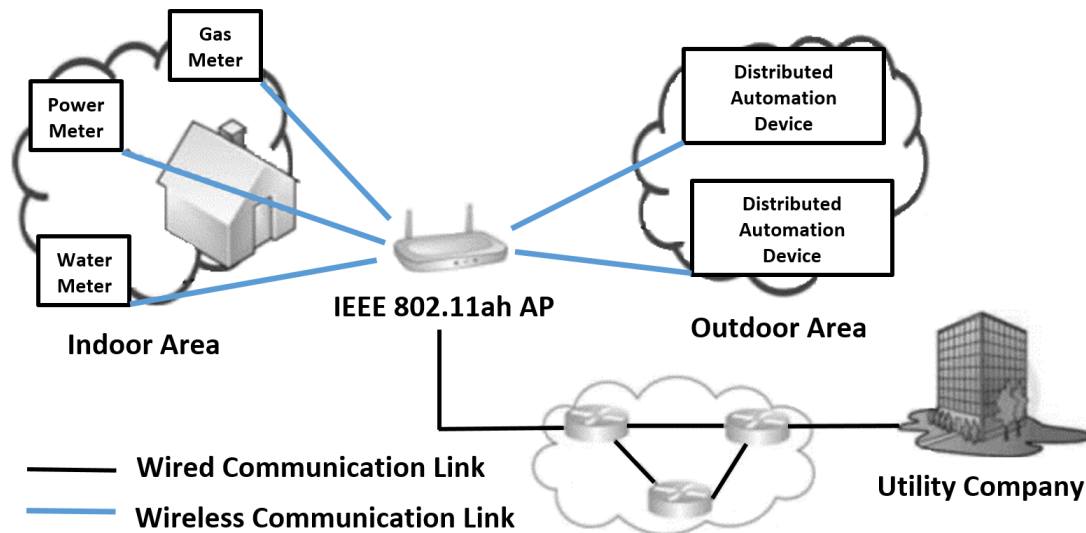 Gas
Meter
Power
Meter
Water
Meter
Indoor Area
IEEE 802.11ah AP
Distributed
Automation
Device
Distributed
Automation
Device
Outdoor Area
Utility Company
Wired Communication Link
Wireless Communication Link